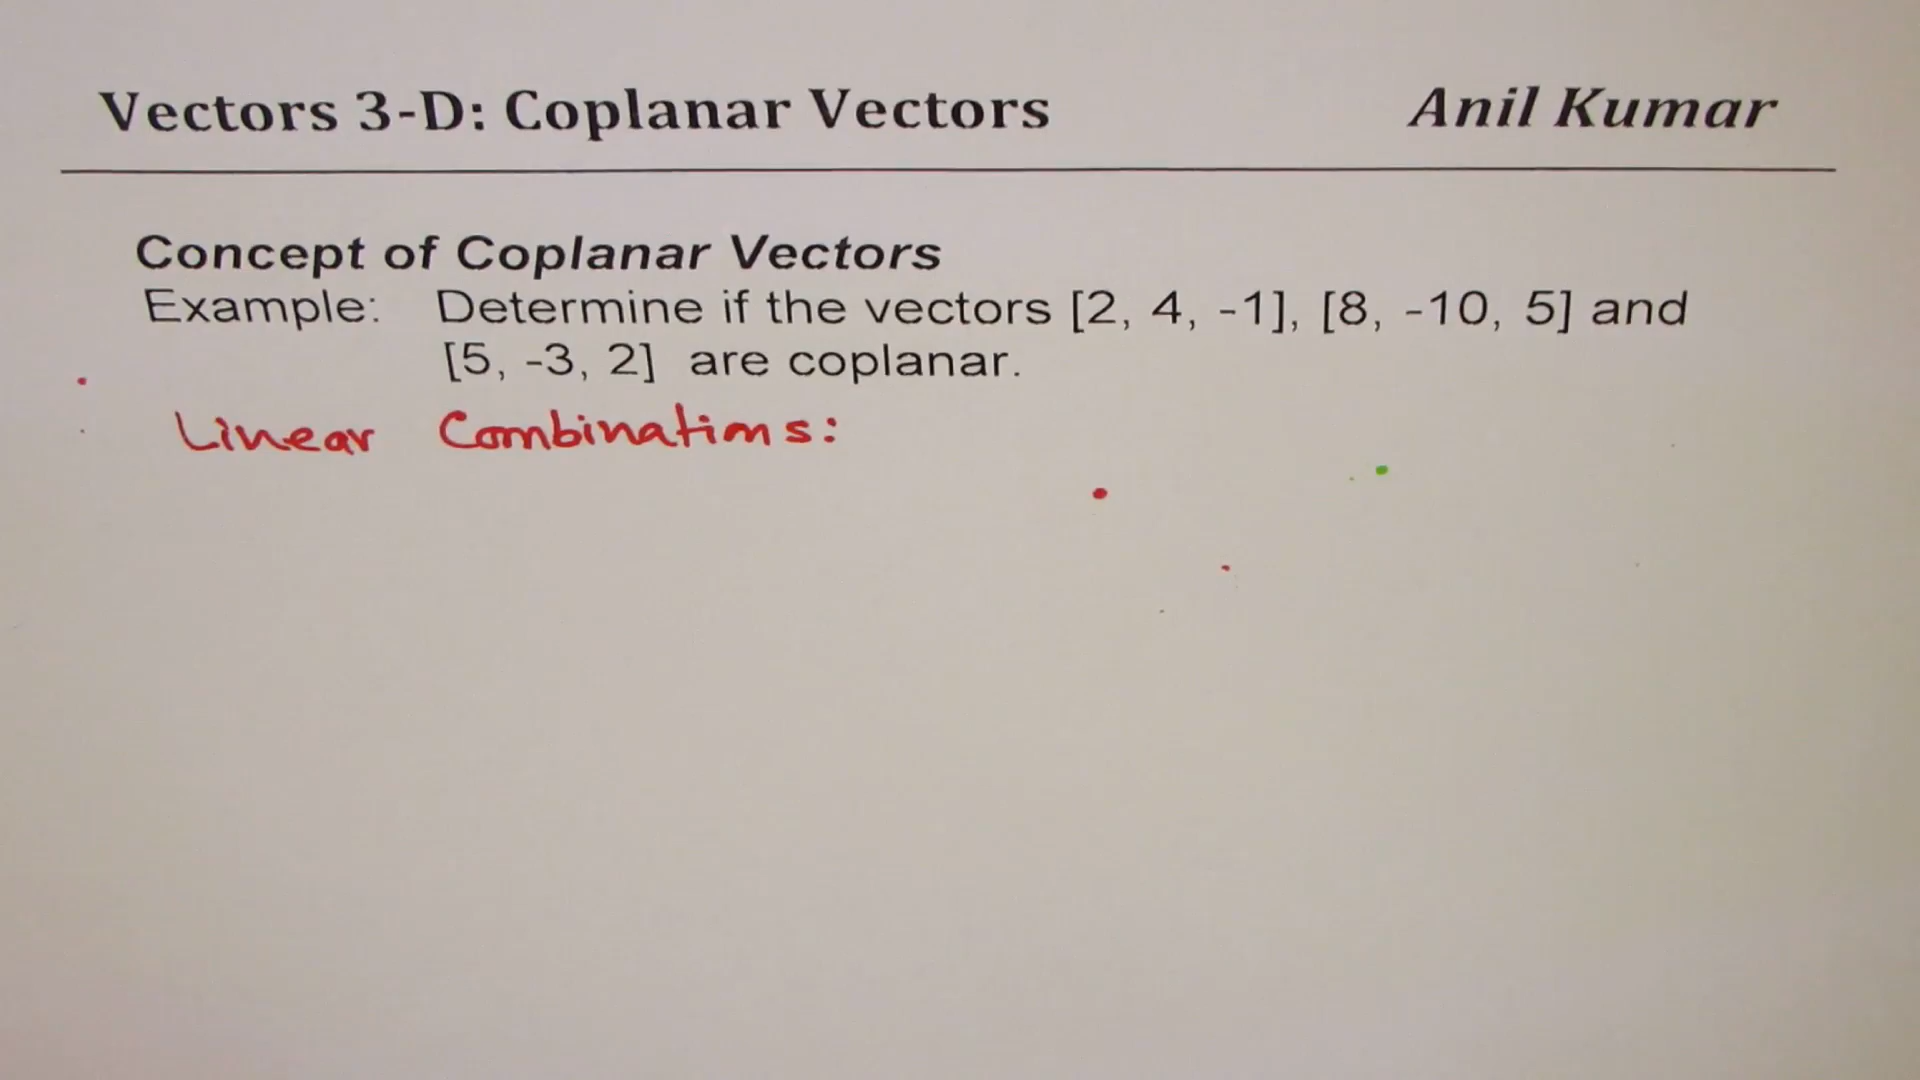 Vectors 3-D: Coplanar Vectors Anil Kumar
Concept of Coplanar Vectors
Example: Determine if the vectors [2, 4, -1], [8, -10, 5] and
[5, -3, 2] are coplanar.
Linear Combinations: